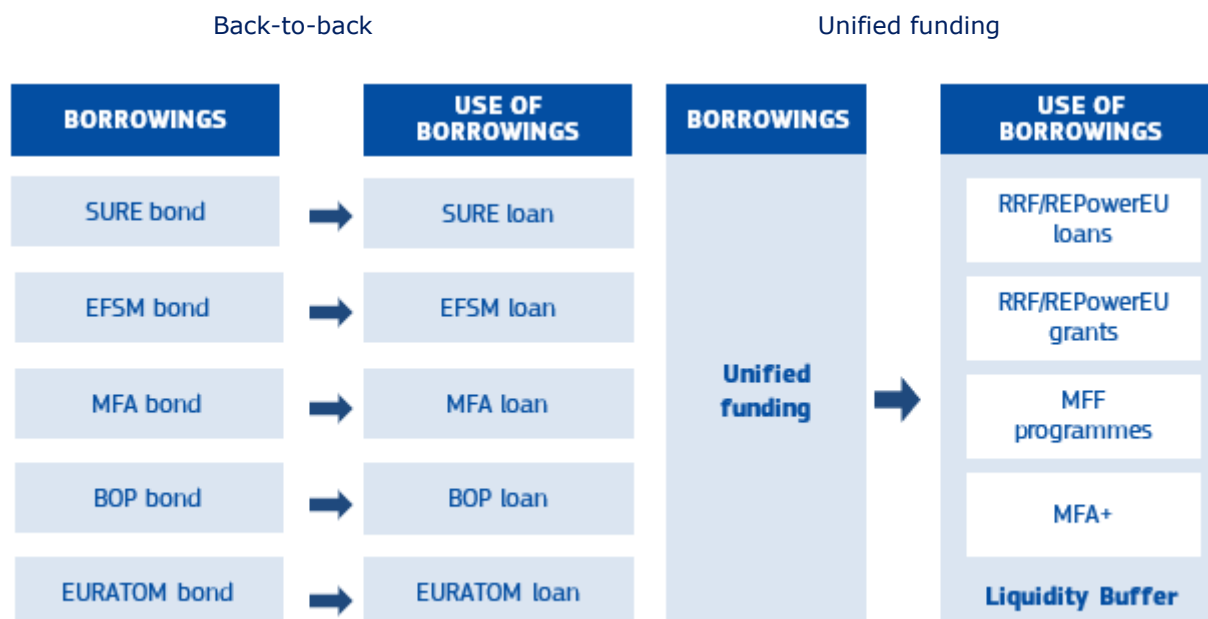 Back-to-back
Unified funding
BORROWINGS
USE OF
BORROWINGS
SURE bond
SURE loan
EFSM bond
EFSM loan
MFA bond
MFA loan
BOP bond
BOP loan
EURATOM bond
EURATOM loan
BORROWINGS
USE OF
BORROWINGS
Unified
funding
RRF/REPowerEU
loans
RRF/REPowerEU
grants
MFF
programmes
MFA+
Liquidity Buffer